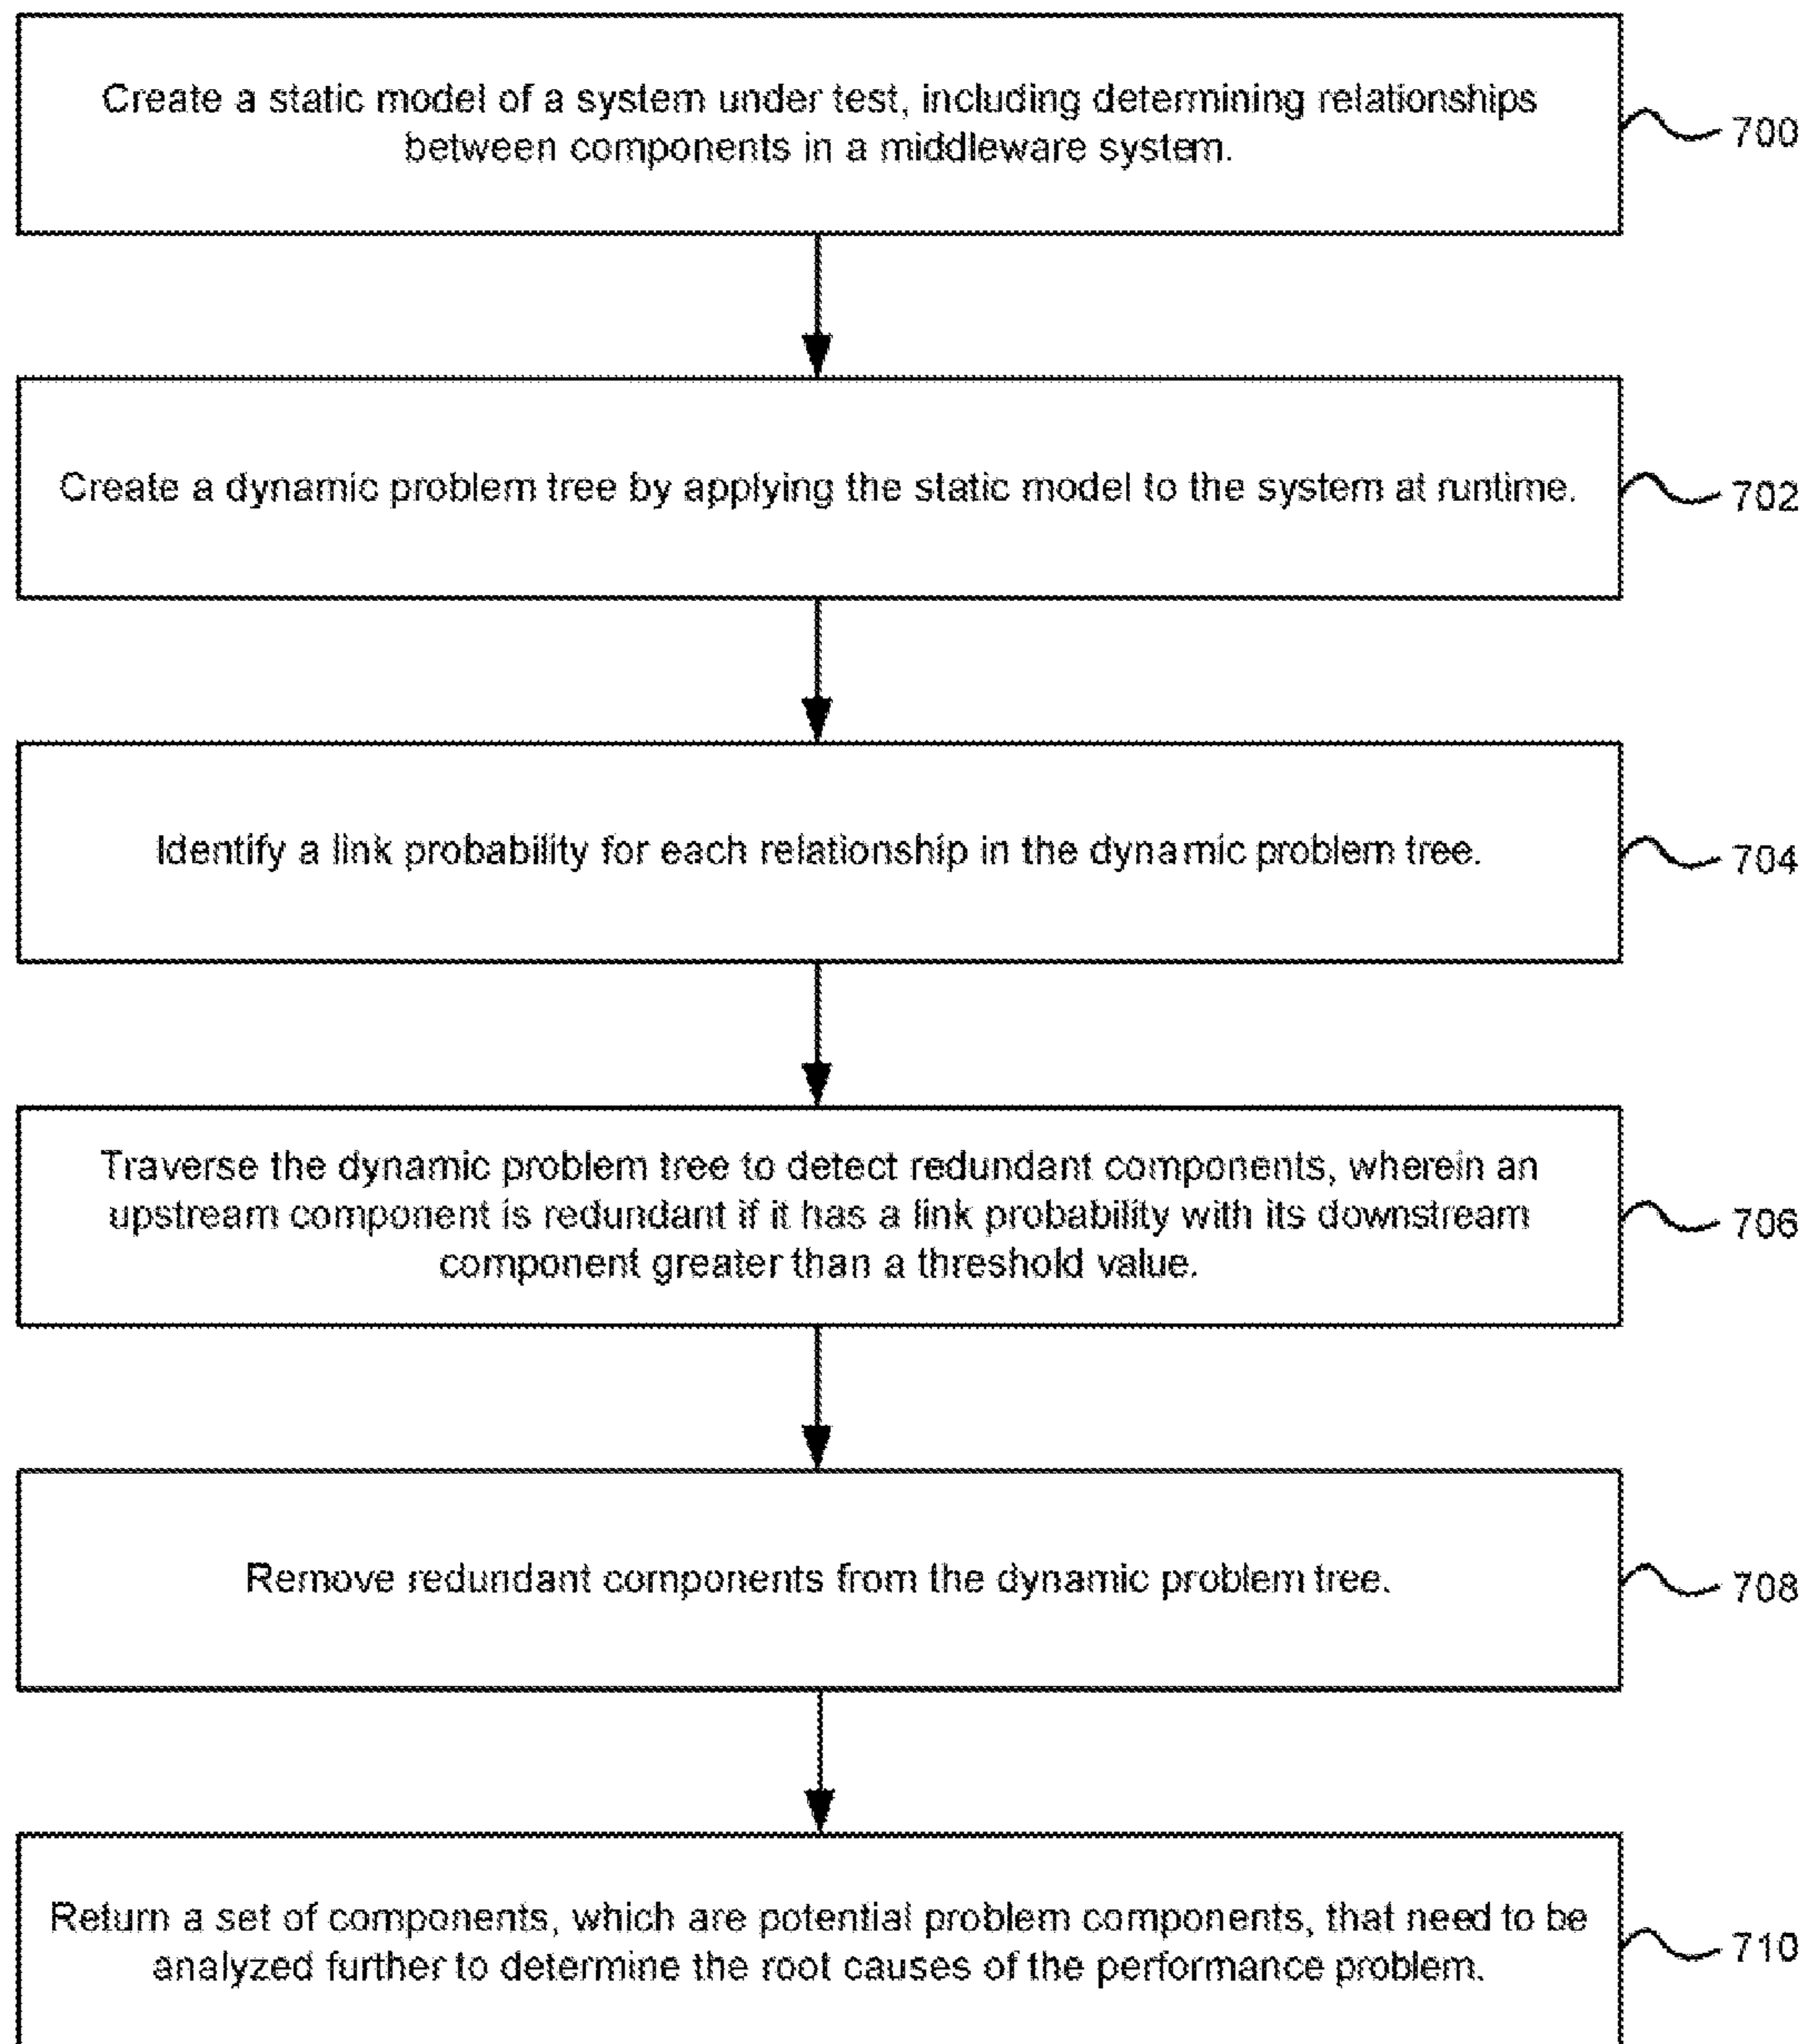 Create a static model of a system under test, including determining relationships
between components in a middleware system.
700
Create a dynamic problem tree by applying the static model to the system at runtime.
702
Identify a link probability for each relationship in the dynamic problem tree.
704
Traverse the dynamic problem tree to detect redundant components, wherein an
upstream component is redundant if it has a link probability with its downstream
component greater than a threshold value.
706
Remove redundant components from the dynamic problem tree.
708
Return a set of components, which are potential problem components, that need to be
analyzed further to determine the root causes of the performance problem.
710